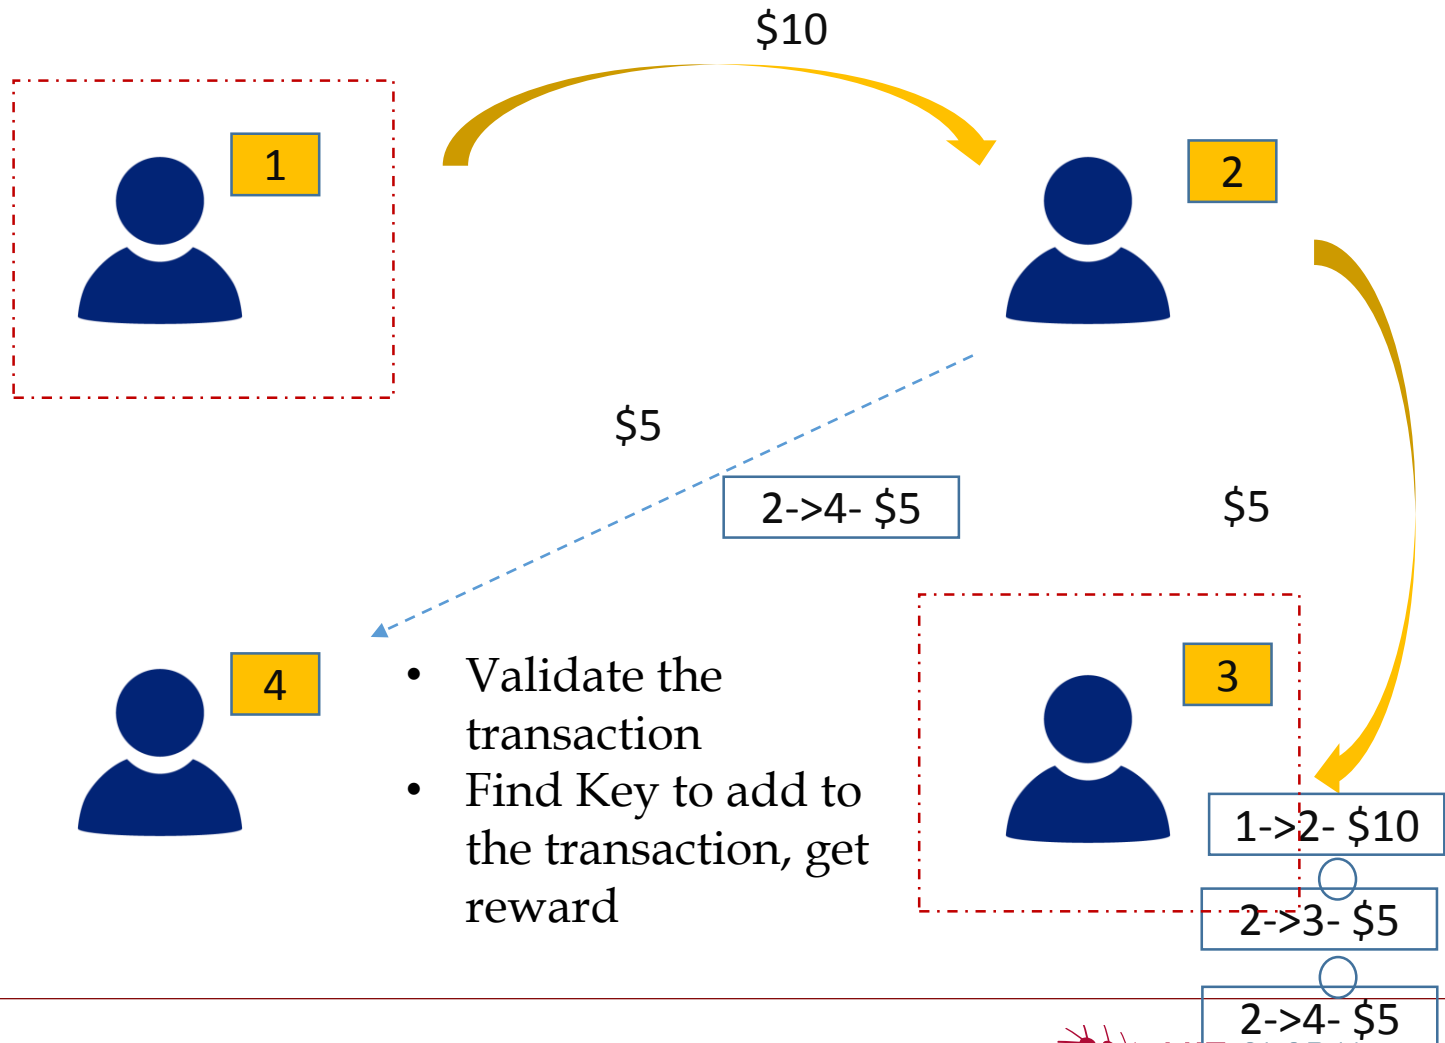 $10
1
2
$5
2->4- $5
$5
4
3
• Validate the
transaction
• Find Key to add to
the transaction, get
reward
1->2- $10
2->3- $5
2->4- $5